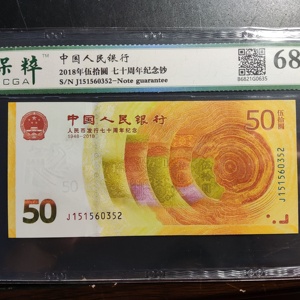 保粹
CGA
中国人民银行
2018年伍拾圆 七十周年纪念钞
S/N J151560352-Note guarantee
86821G0635
68
中国人民银行
人民币发行七十周年纪念
1948-2018
50
伍拾圆
50
J151560352
J151560352